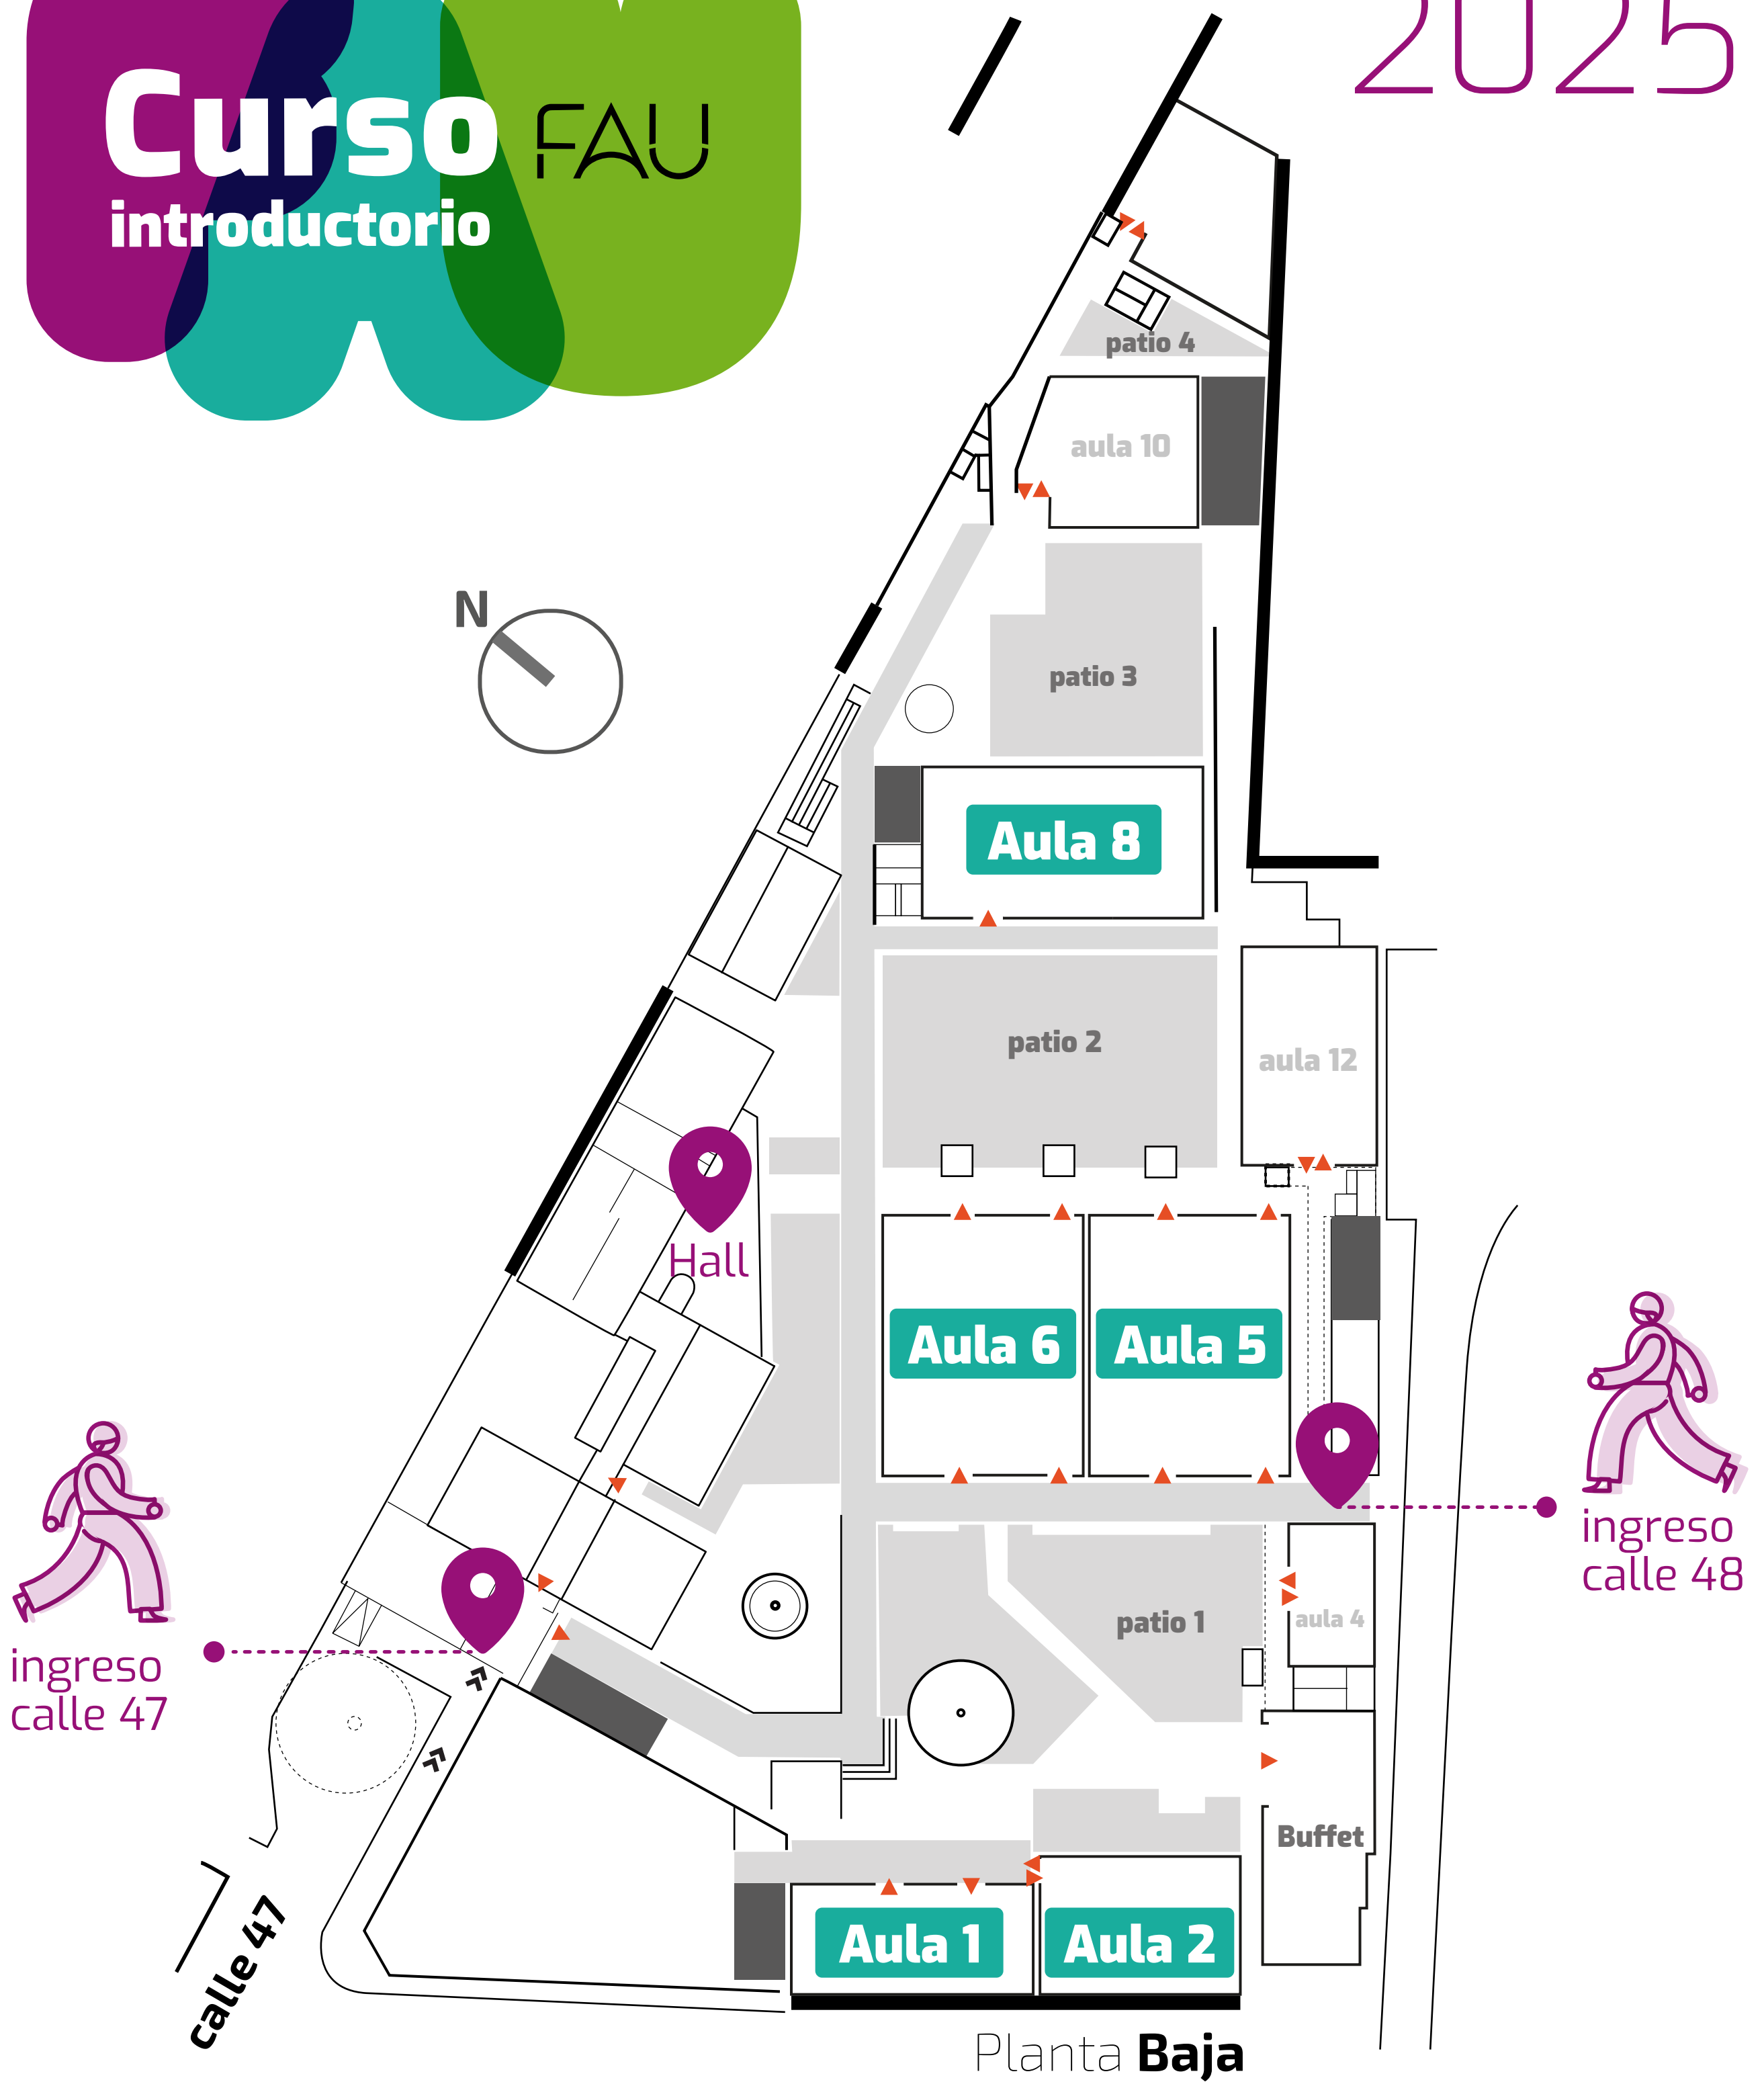 2025
Curso FAU
introductorio
patio 4
aula 10
N
patio 3
Aula 8
patio 2
aula 12
Hall
Aula 6
Aula 5
ingreso
calle 48
patio 1
aula 4
ingreso
calle 47
Buffet
calle 47
Aula 1
Aula 2
Planta Baja